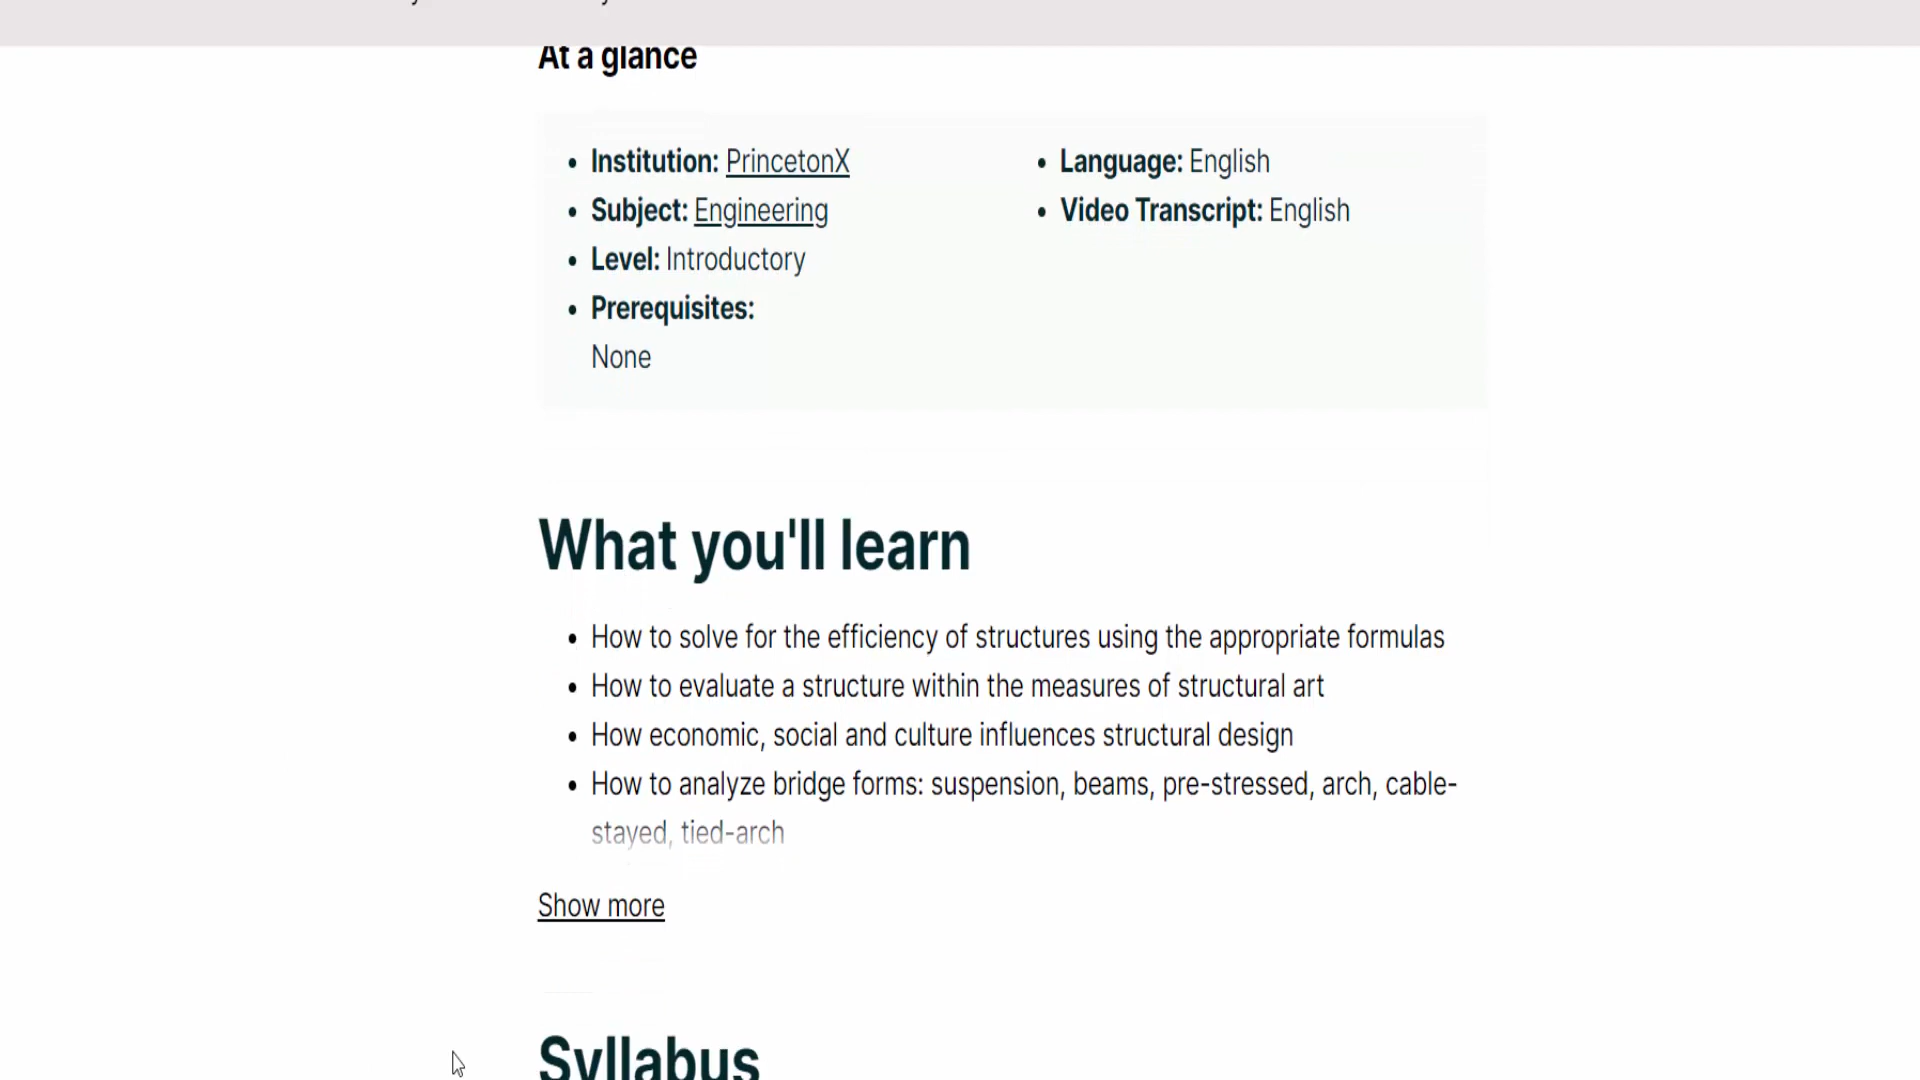 At a glance
Institution: PrincetonX
Subject: Engineering
Level: Introductory
Prerequisites:
None
Language: English
Video Transcript: English
What you'll learn
How to solve for the efficiency of structures using the appropriate formulas
How to evaluate a structure within the measures of structural art
How economic, social and culture influences structural design
How to analyze bridge forms: suspension, beams, pre-stressed, arch, cable-
stayed, tied-arch
Show more
Syllabus